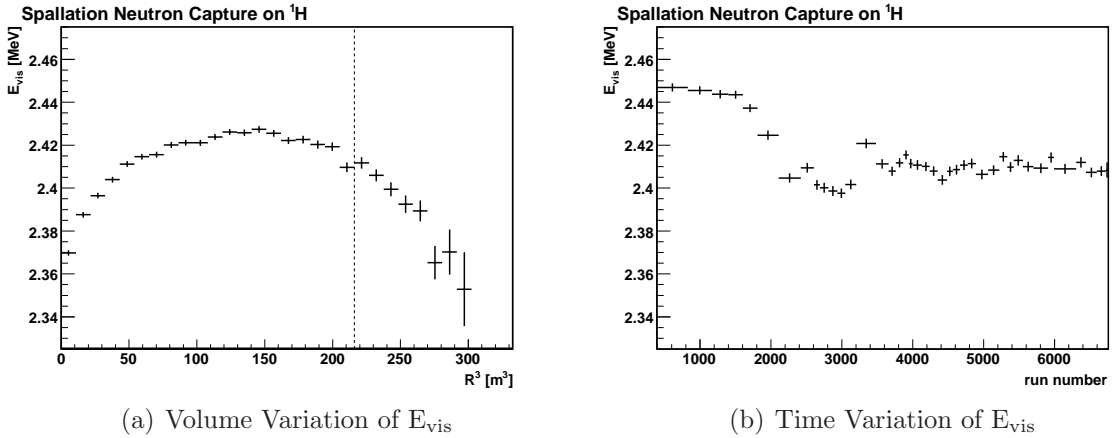 Spallation Neutron Capture on ¹H
E_vis [MeV]
2.46
2.44
2.42
2.4
2.38
2.36
2.34
0 50 100 150 200 250 300
R³ [m³]
(a) Volume Variation of E_vis
Spallation Neutron Capture on ¹H
E_vis [MeV]
2.46
2.44
2.42
2.4
2.38
2.36
2.34
1000 2000 3000 4000 5000 6000
run number
(b) Time Variation of E_vis